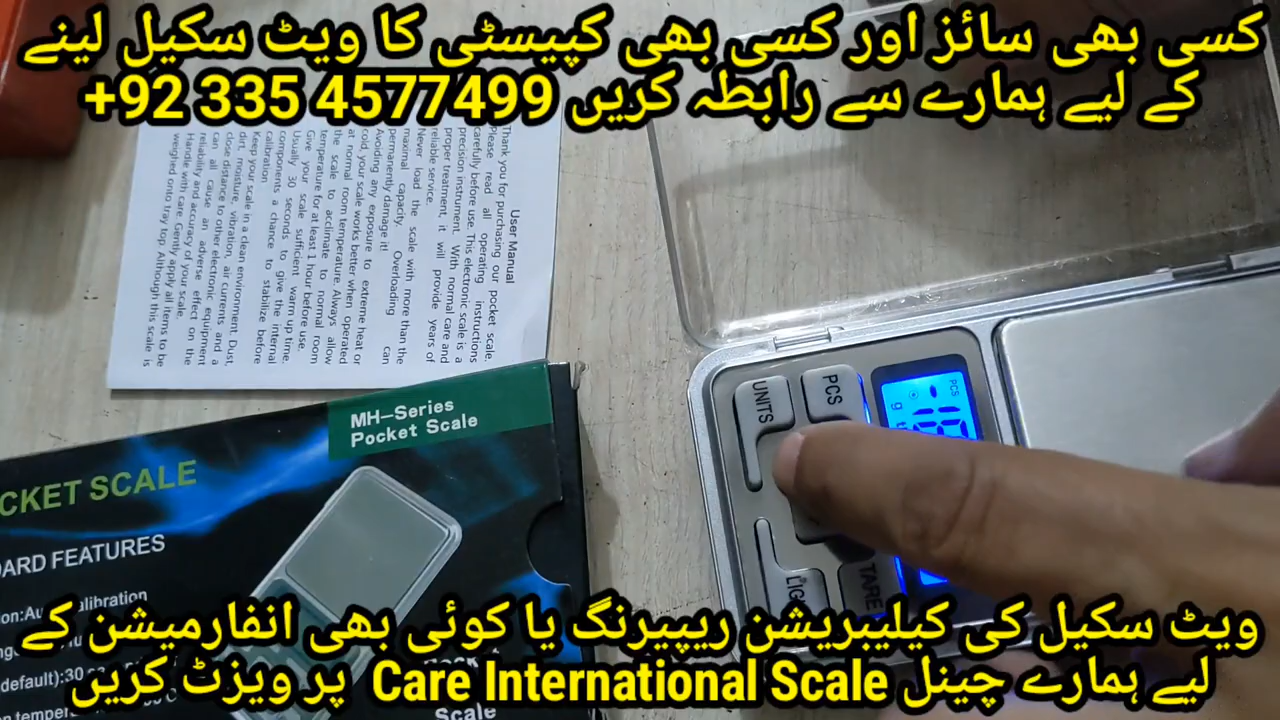 کسی بھی سائز اور کسی بھی کپیسٹی کا ویٹ سکیل لینے
کے لیے ہمارے سے رابطہ کریں 4577499 335 92+
User Manual
Thank you for purchasing our pocket scale.
Please read all operating instructions
carefully before use. This electronic scale is a
precision instrument. With normal care and
proper treatment, it will provide years of
reliable service.
Never load the scale with more than the
maximal capacity. Overloading can
permanently damage it!
Avoiding any exposure to extreme heat or
cold, your scale works better when operated
at normal room temperature. Always allow
the scale to acclimate to normal room
temperature for at least 1 hour before use.
Give your scale sufficient warm up time.
Usually 30 seconds to give the internal
components a chance to stabilize before
calibration
Keep your scale in a clean environment. Dust,
dirt, moisture, vibration, air currents and a
close distance to other electronic equipment
can all cause an adverse effect on the
reliability and accuracy of your scale.
Handle with care. Gently apply all items to be
weighed onto tray top. Although this scale is
MH-Series
Pocket Scale
CKET SCALE
ARD FEATURES
alibration
default):30
Scale
UNITS
PCS
PCS
g
TARE
ویٹ سکیل کی کیلیبریشن ریپیرنگ یا کوئی بھی انفارمیشن کے
لیے ہمارے چینل Care International Scale پر ویزٹ کریں